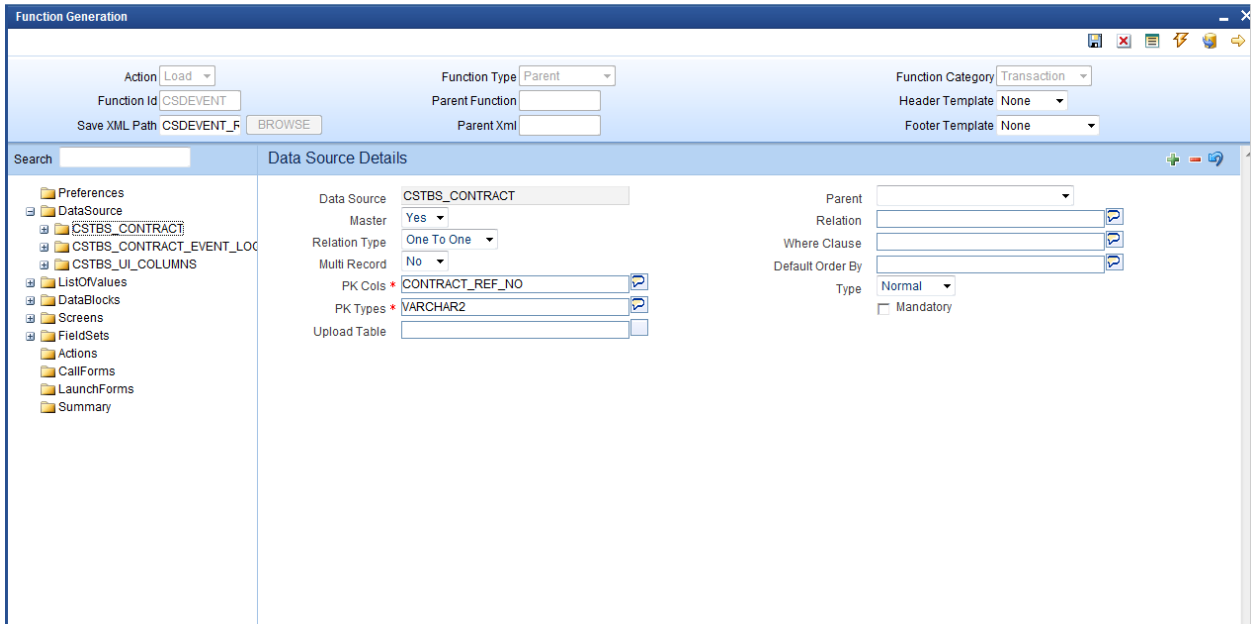 Function Generation
Action Load Function Type Parent Function Category Transaction
Function Id CSDEVENT Parent Function Header Template None
Save XML Path CSDEVENT_F BROWSE Parent Xml Footer Template None
Search Data Source Details
Preferences
DataSource
CSTBS_CONTRACT
CSTBS_CONTRACT_EVENT_LOG
CSTBS_UI_COLUMNS
ListOfValues
DataBlocks
Screens
FieldSets
Actions
CallForms
LaunchForms
Summary
Data Source CSTBS_CONTRACT
Master Yes
Relation Type One To One
Multi Record No
PK Cols * CONTRACT_REF_NO
PK Types * VARCHAR2
Upload Table
Parent
Relation
Where Clause
Default Order By
Type Normal
Mandatory